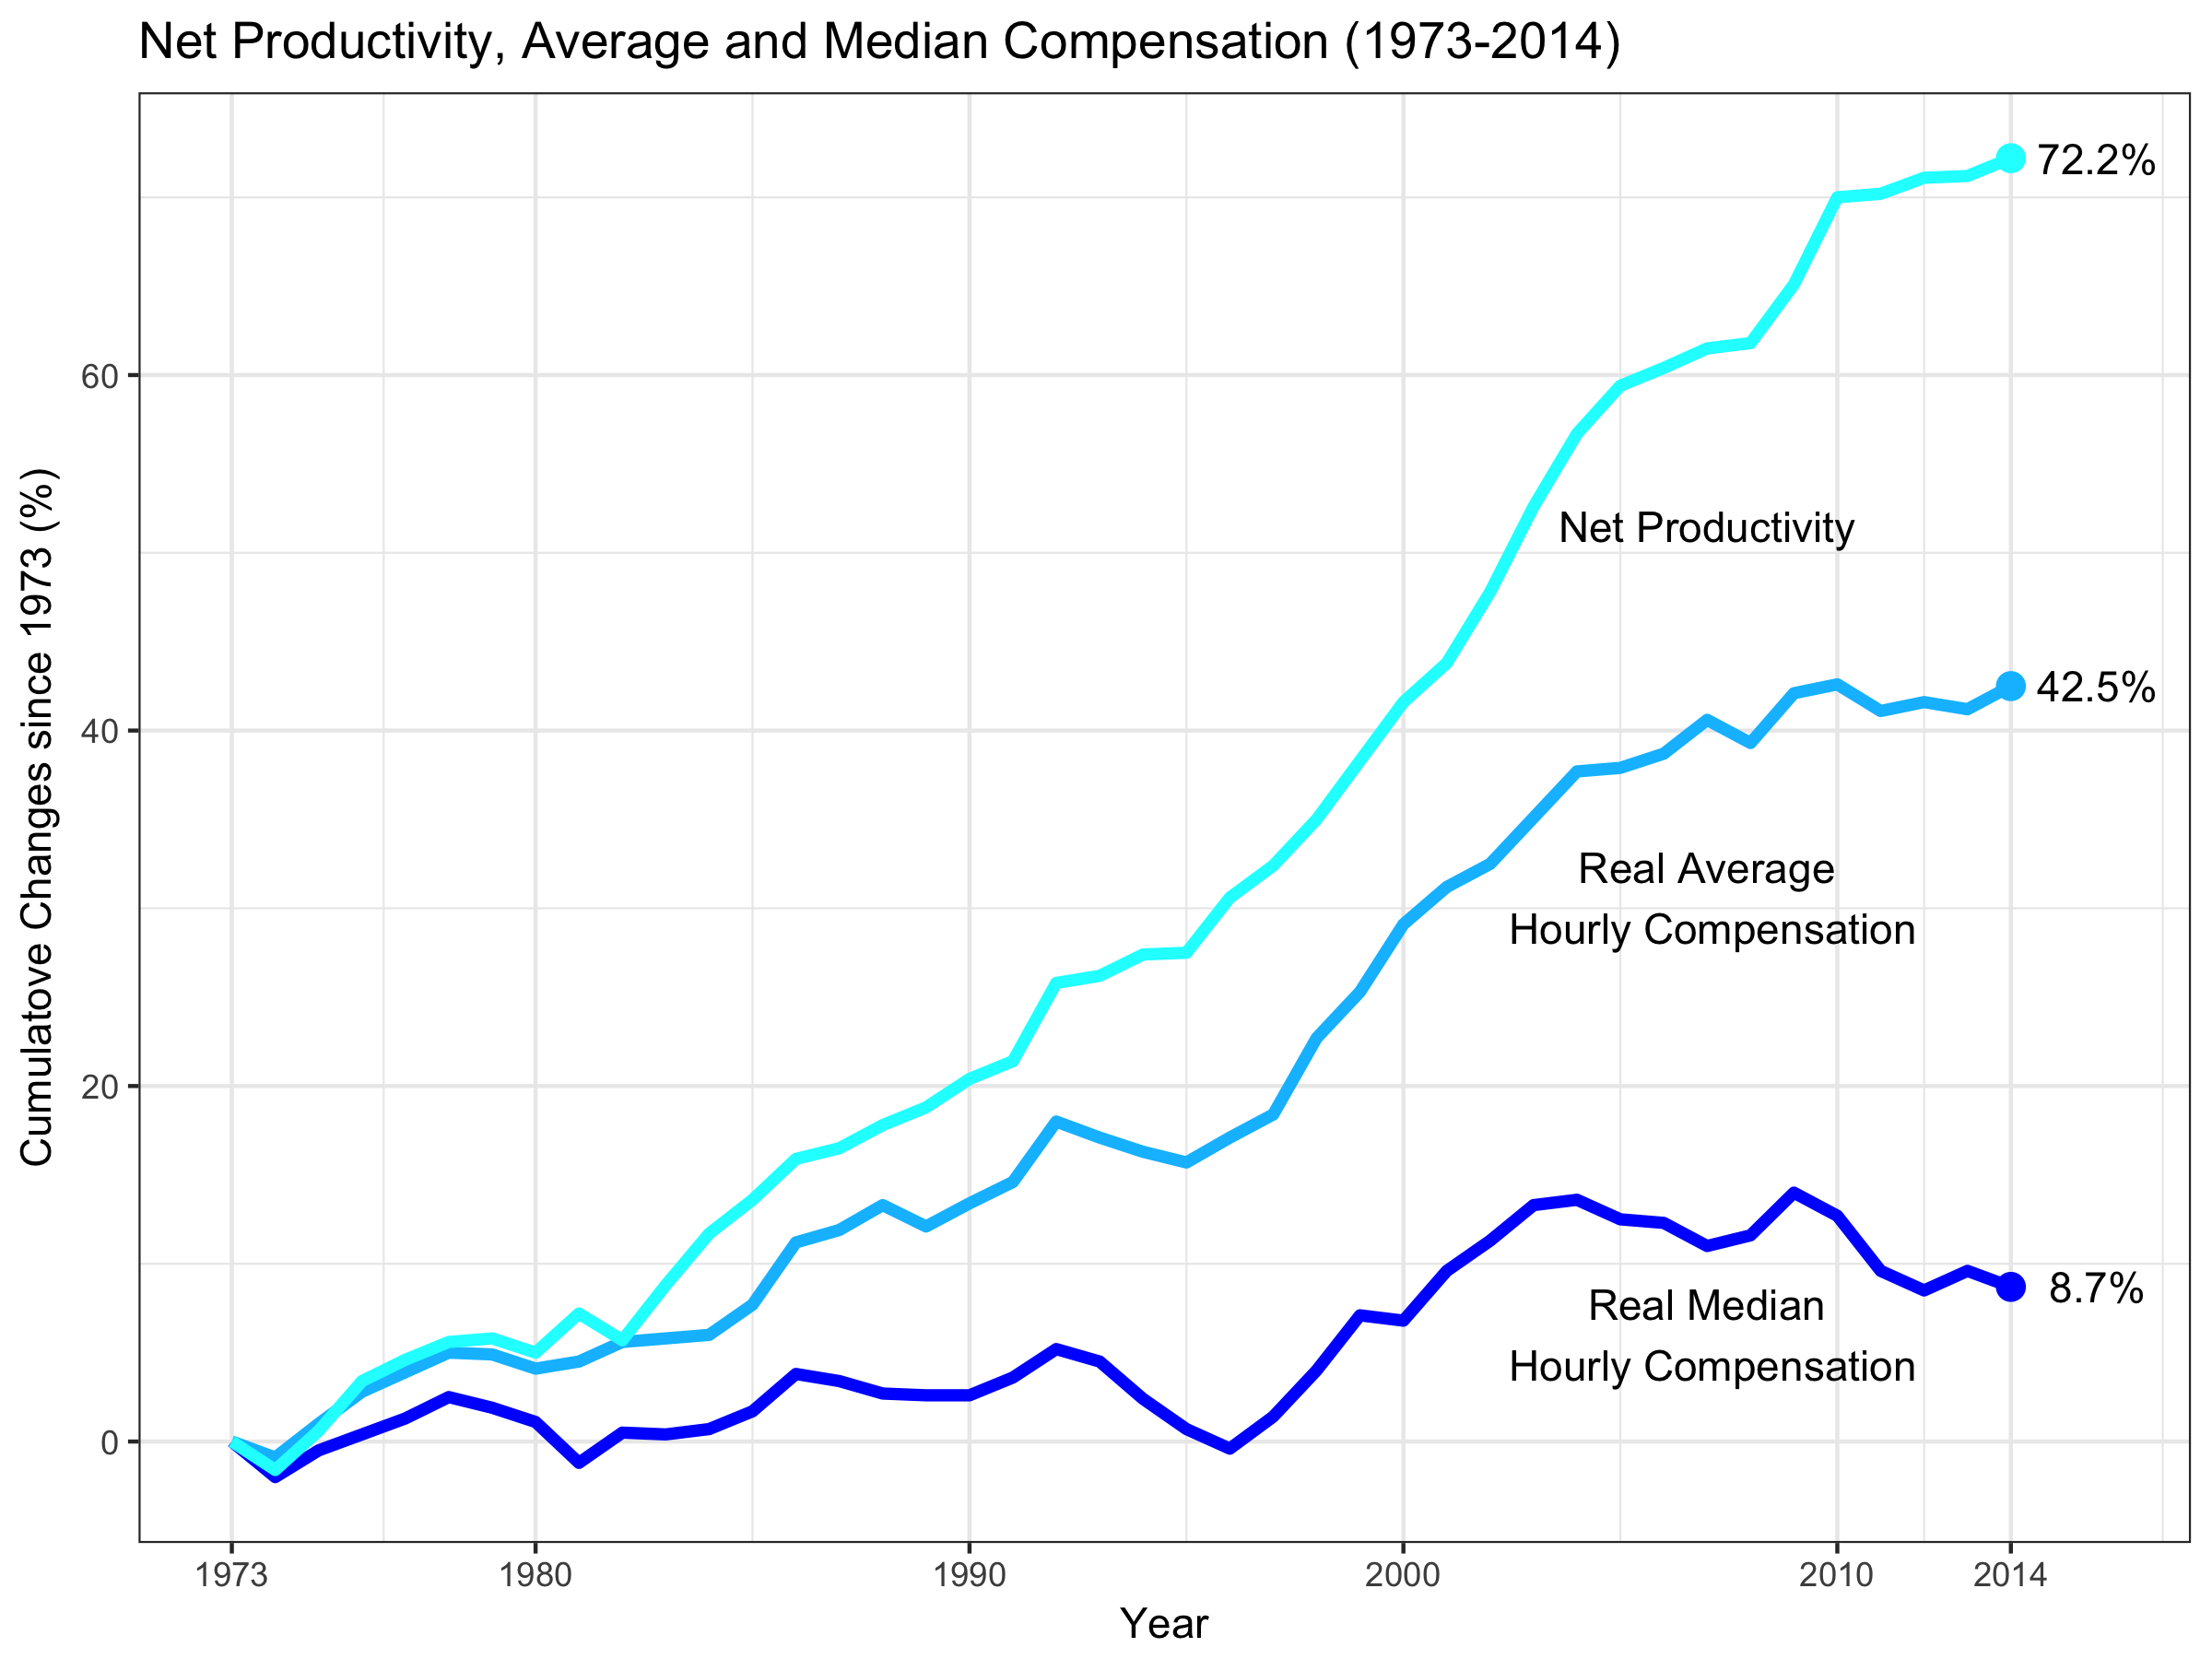 Net Productivity, Average and Median Compensation (1973-2014)
72.2%
60
Net Productivity
42.5%
40
Real Average
Hourly Compensation
20
8.7%
Real Median
Hourly Compensation
0
Cumulatove Changes since 1973 (%)
1973 1980 1990 2000 2010 2014
Year